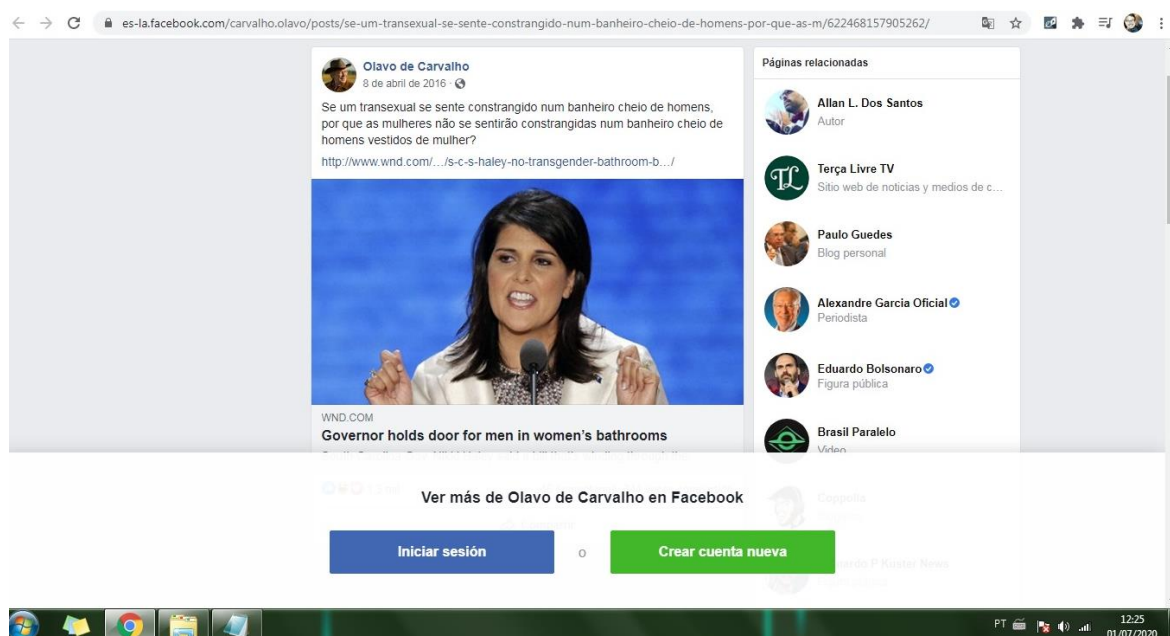 es-la.facebook.com/carvalho.olavo/posts/se-um-transexual-se-sente-constrangido-num-banheiro-cheio-de-homens-por-que-as-m/622468157905262/
Olavo de Carvalho
8 de abril de 2016 ·
Se um transexual se sente constrangido num banheiro cheio de homens,
por que as mulheres não se sentirão constrangidas num banheiro cheio de
homens vestidos de mulher?
http://www.wnd.com/.../s-c-s-haley-no-transgender-bathroom-b.../
WND.COM
Governor holds door for men in women's bathrooms
Páginas relacionadas
Allan L. Dos Santos
Autor
Terça Livre TV
Sitio web de noticias y medios de c...
Paulo Guedes
Blog personal
Alexandre Garcia Oficial
Periodista
Eduardo Bolsonaro
Figura pública
Brasil Paralelo
Video
Coppolla
Ver más de Olavo de Carvalho en Facebook
Iniciar sesión
o
Crear cuenta nueva
PT
12:25
01/07/2020